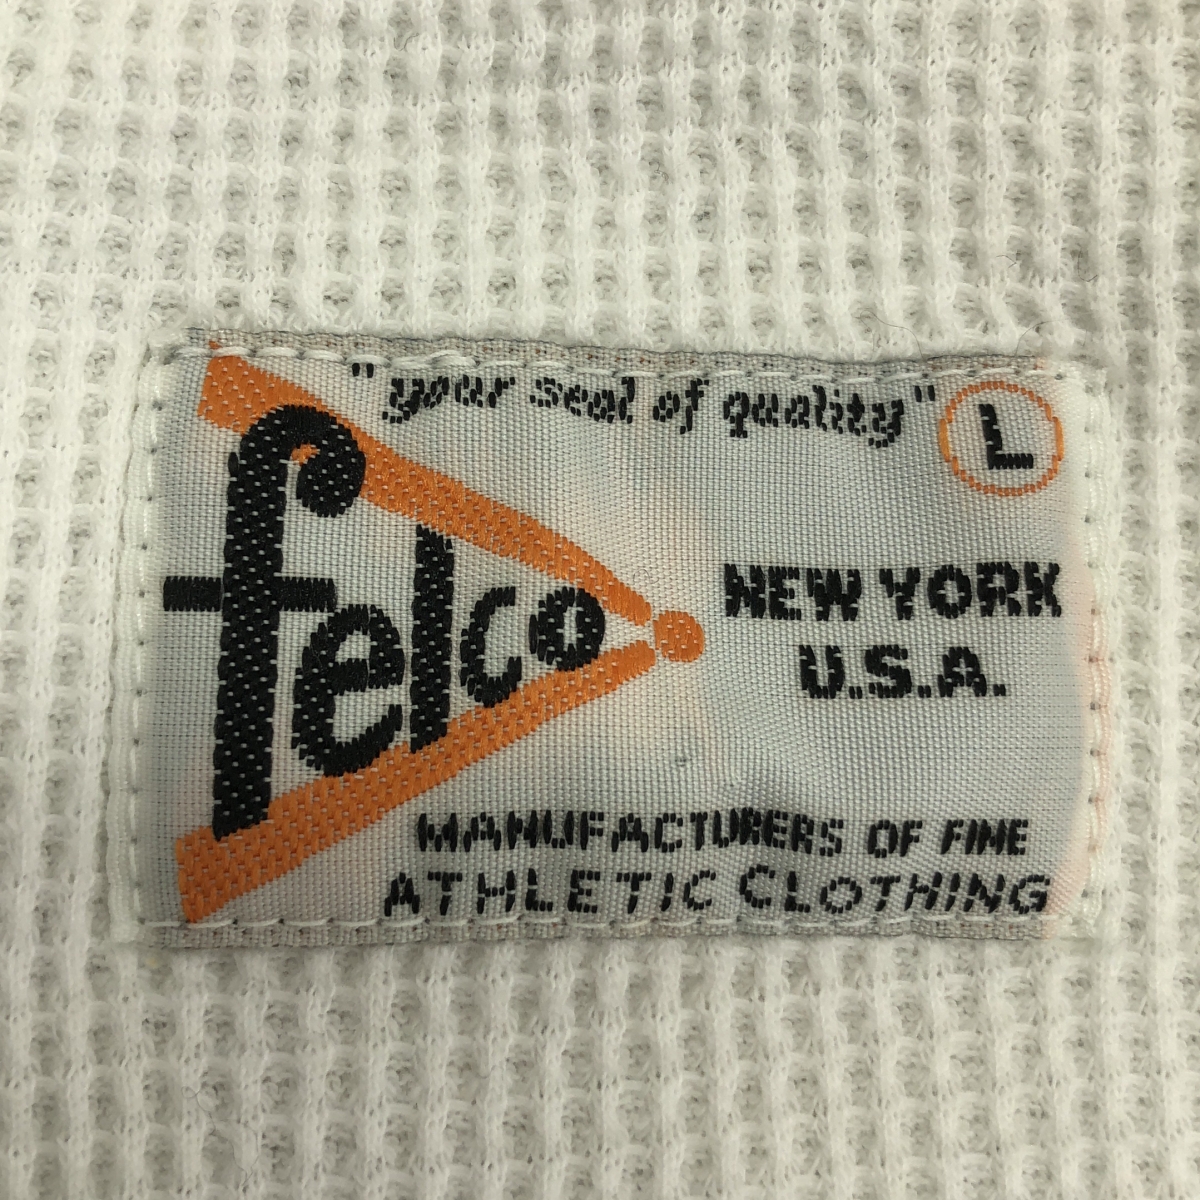 "your seal of quality"
L
felco
NEW YORK
U.S.A.
MANUFACTURERS OF FINE
ATHLETIC CLOTHING